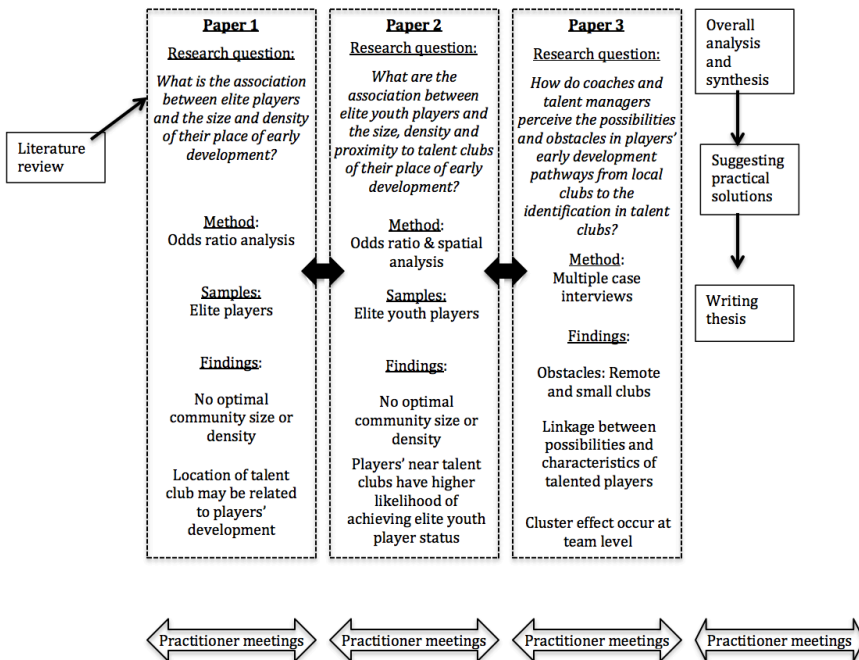 Literature
review
Paper 1
Research question:
What is the association
between elite players
and the size and density
of their place of early
development?
Method:
Odds ratio analysis
Samples:
Elite players
Findings:
No optimal
community size or
density
Location of talent
club may be related
to players'
development
Paper 2
Research question:
What are the
association between
elite youth players and
the size, density and
proximity to talent clubs
of their place of early
development?
Method:
Odds ratio & spatial
analysis
Samples:
Elite youth players
Findings:
No optimal
community size or
density
Players' near talent
clubs have higher
likelihood of
achieving elite youth
player status
Paper 3
Research question:
How do coaches and
talent managers
perceive the possibilities
and obstacles in players'
early development
pathways from local
clubs to the
identification in talent
clubs?
Method:
Multiple case
interviews
Findings:
Obstacles: Remote
and small clubs
Linkage between
possibilities and
characteristics of
talented players
Cluster effect occur at
team level
Overall
analysis
and
synthesis
Suggesting
practical
solutions
Writing
thesis
Practitioner meetings
Practitioner meetings
Practitioner meetings
Practitioner meetings